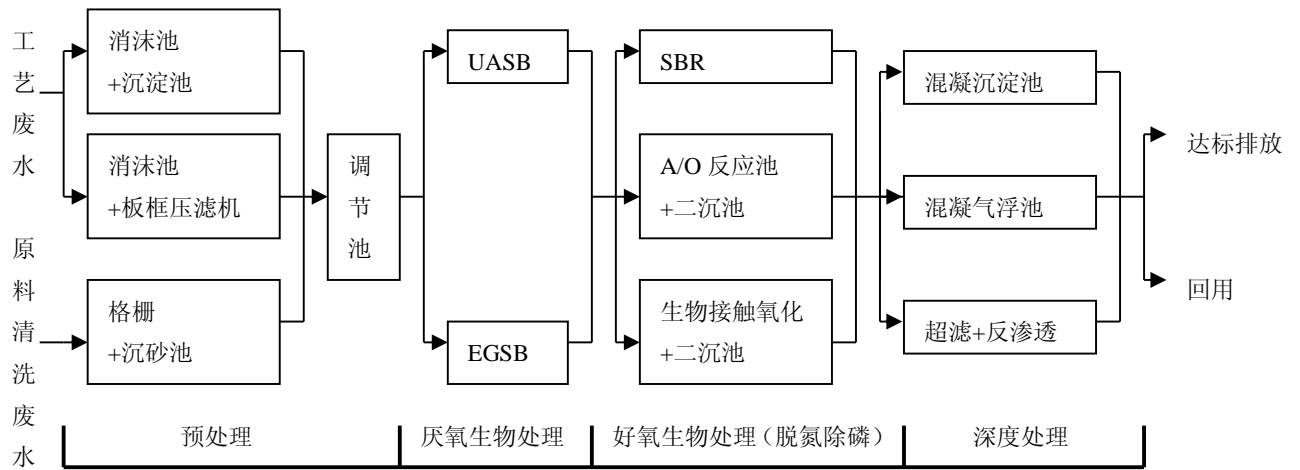 工艺废水
消沫池
+沉淀池
消沫池
+板框压滤机
原料清洗废水
格栅
+沉砂池
调节池
UASB
EGSB
SBR
A/O 反应池
+二沉池
生物接触氧化
+二沉池
混凝沉淀池
混凝气浮池
超滤+反渗透
达标排放
回用
预处理
厌氧生物处理
好氧生物处理（脱氮除磷）
深度处理